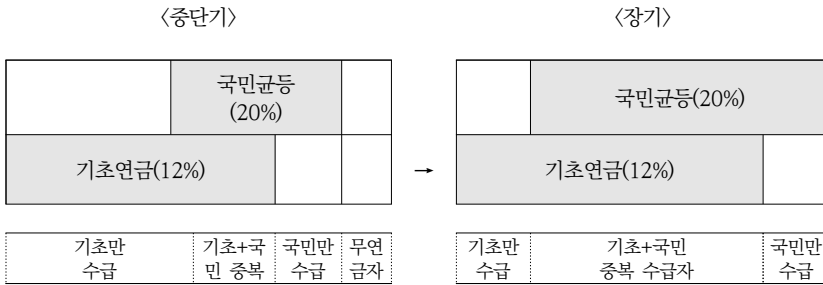 〈중단기〉
〈장기〉
국민균등
(20%)
국민균등(20%)
기초연금(12%)
→
기초연금(12%)
기초만
수급
기초+국
민 중복
국민만
수급
무연
금자
기초만
수급
기초+국민
중복 수급자
국민만
수급